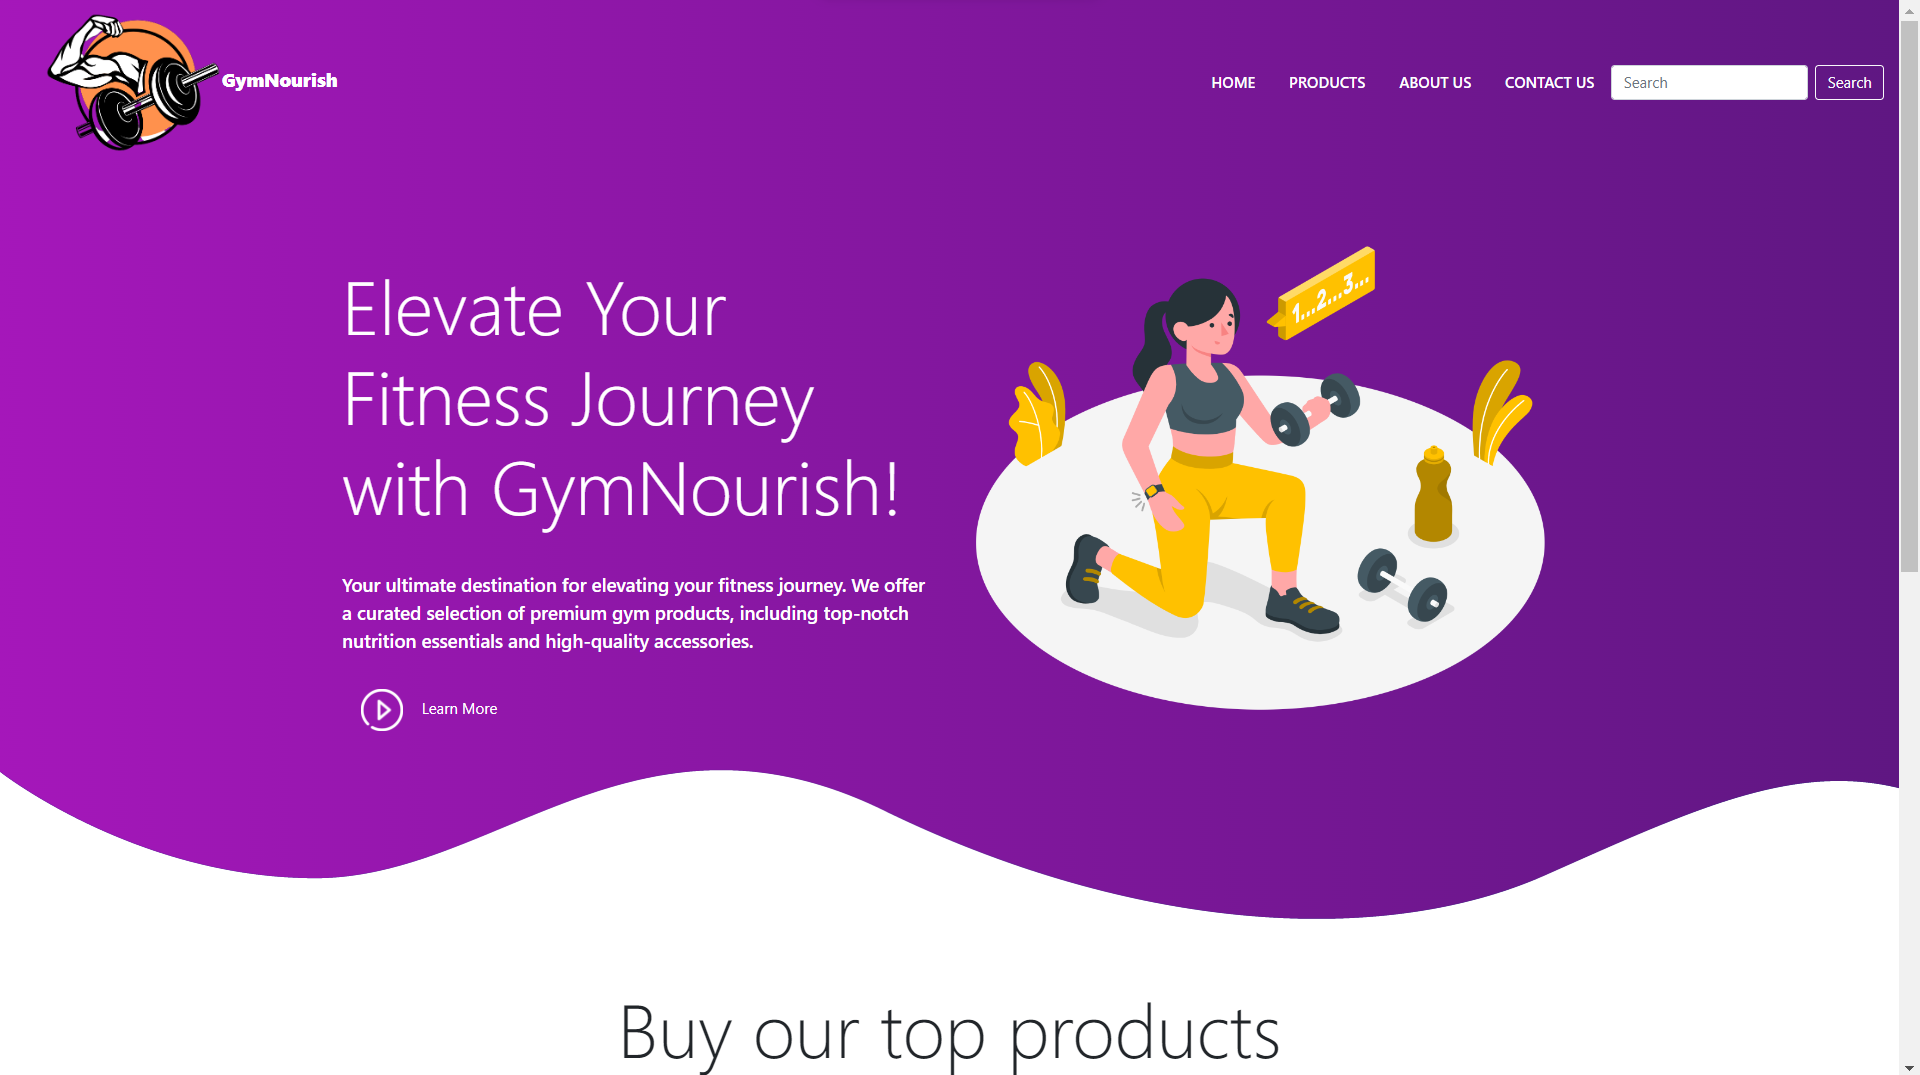 GymNourish
HOME
PRODUCTS
ABOUT US
CONTACT US
Search
Search
1...2...3...
Elevate Your
Fitness Journey
with GymNourish!
Your ultimate destination for elevating your fitness journey. We offer
a curated selection of premium gym products, including top-notch
nutrition essentials and high-quality accessories.
Learn More
Buy our top products